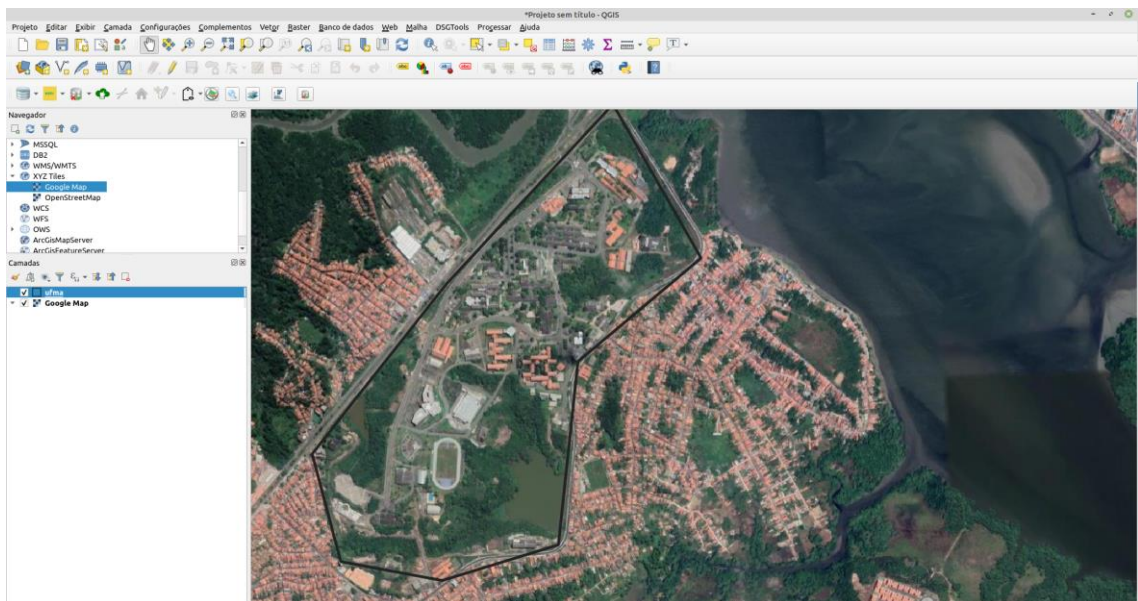 *Projeto sem título - QGIS
Projeto Editar Exibir Camada Configurações Complementos Vetor Raster Banco de dados Web Malha DSGTools Processar Ajuda
Navegador
MSSQL
DB2
WMS/WMTS
XYZ Tiles
Google Map
OpenStreetMap
WCS
WFS
OWS
ArcGisMapServer
ArcGisFeatureServer
Camadas
ufma
Google Map